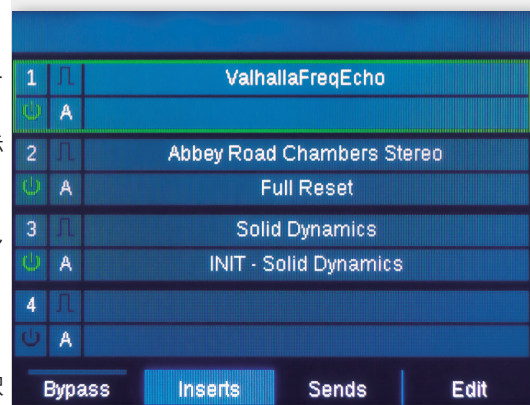 1 ValhallaFreqEcho
A
2 Abbey Road Chambers Stereo
A Full Reset
3 Solid Dynamics
A INIT - Solid Dynamics
4
A
Bypass Inserts Sends Edit